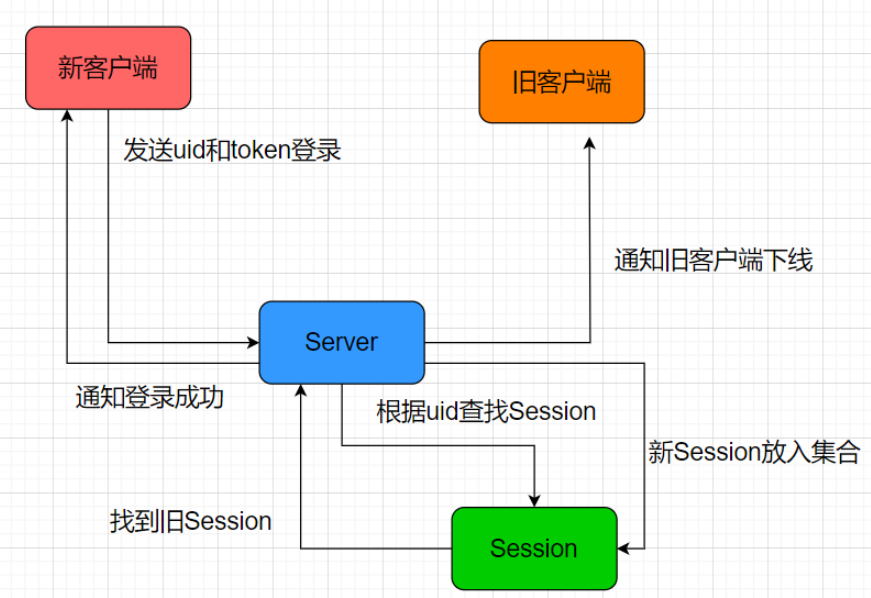 新客户端
旧客户端
发送uid和token登录
通知旧客户端下线
Server
通知登录成功
根据uid查找Session
新Session放入集合
找到旧Session
Session